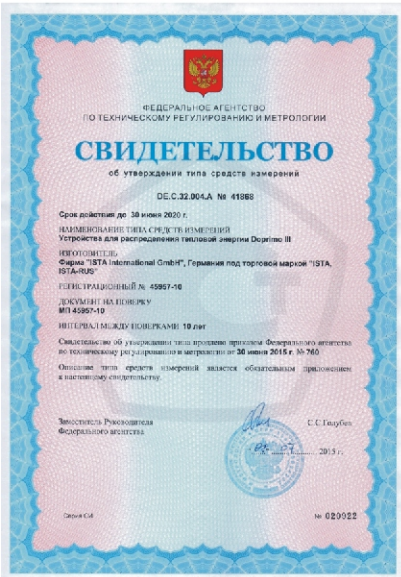 ФЕДЕРАЛЬНОЕ АГЕНТСТВО
ПО ТЕХНИЧЕСКОМУ РЕГУЛИРОВАНИЮ И МЕТРОЛОГИИ
СВИДЕТЕЛЬСТВО
об утверждении типа средств измерений
DE.C.32.004.A № 41868
Срок действия до 30 июня 2020 г.
НАИМЕНОВАНИЕ ТИПА СРЕДСТВ ИЗМЕРЕНИЙ
Устройства для распределения тепловой энергии Doprimo III
ИЗГОТОВИТЕЛЬ
Фирма "ISTA International GmbH", Германия под торговой маркой "ISTA,
ISTA-RUS"
РЕГИСТРАЦИОННЫЙ № 45957-10
ДОКУМЕНТ НА ПОВЕРКУ
МП 45957-10
ИНТЕРВАЛ МЕЖДУ ПОВЕРКАМИ 10 лет
Свидетельство об утверждении типа продлено приказом Федерального агентства
по техническому регулированию и метрологии от 30 июня 2015 г. № 760
Описание типа средств измерений является обязательным приложением
к настоящему свидетельству.
Заместитель Руководителя
Федерального агентства
С.С.Голубев
2015 г.
Серия СИ
№ 020922